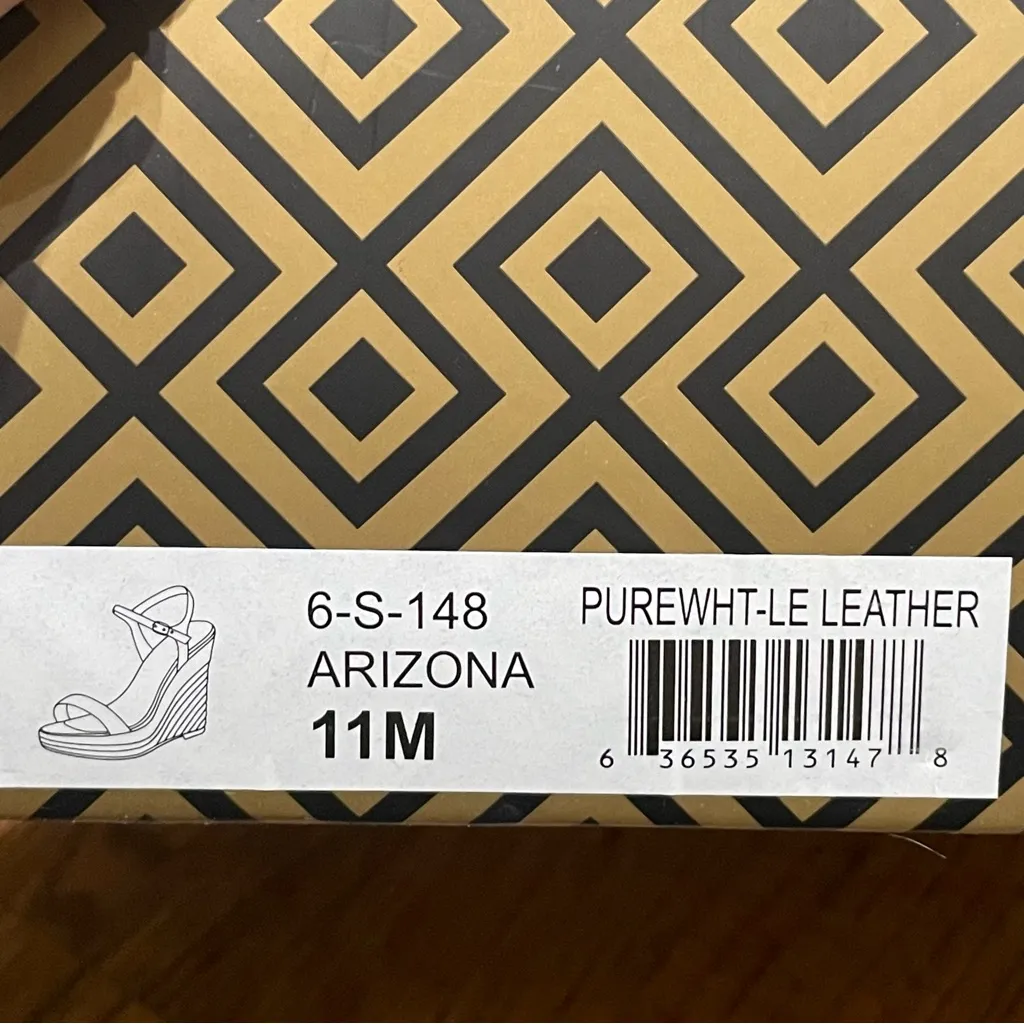 6-S-148
ARIZONA
11M
PUREWHT-LE LEATHER
6 36535 13147 8